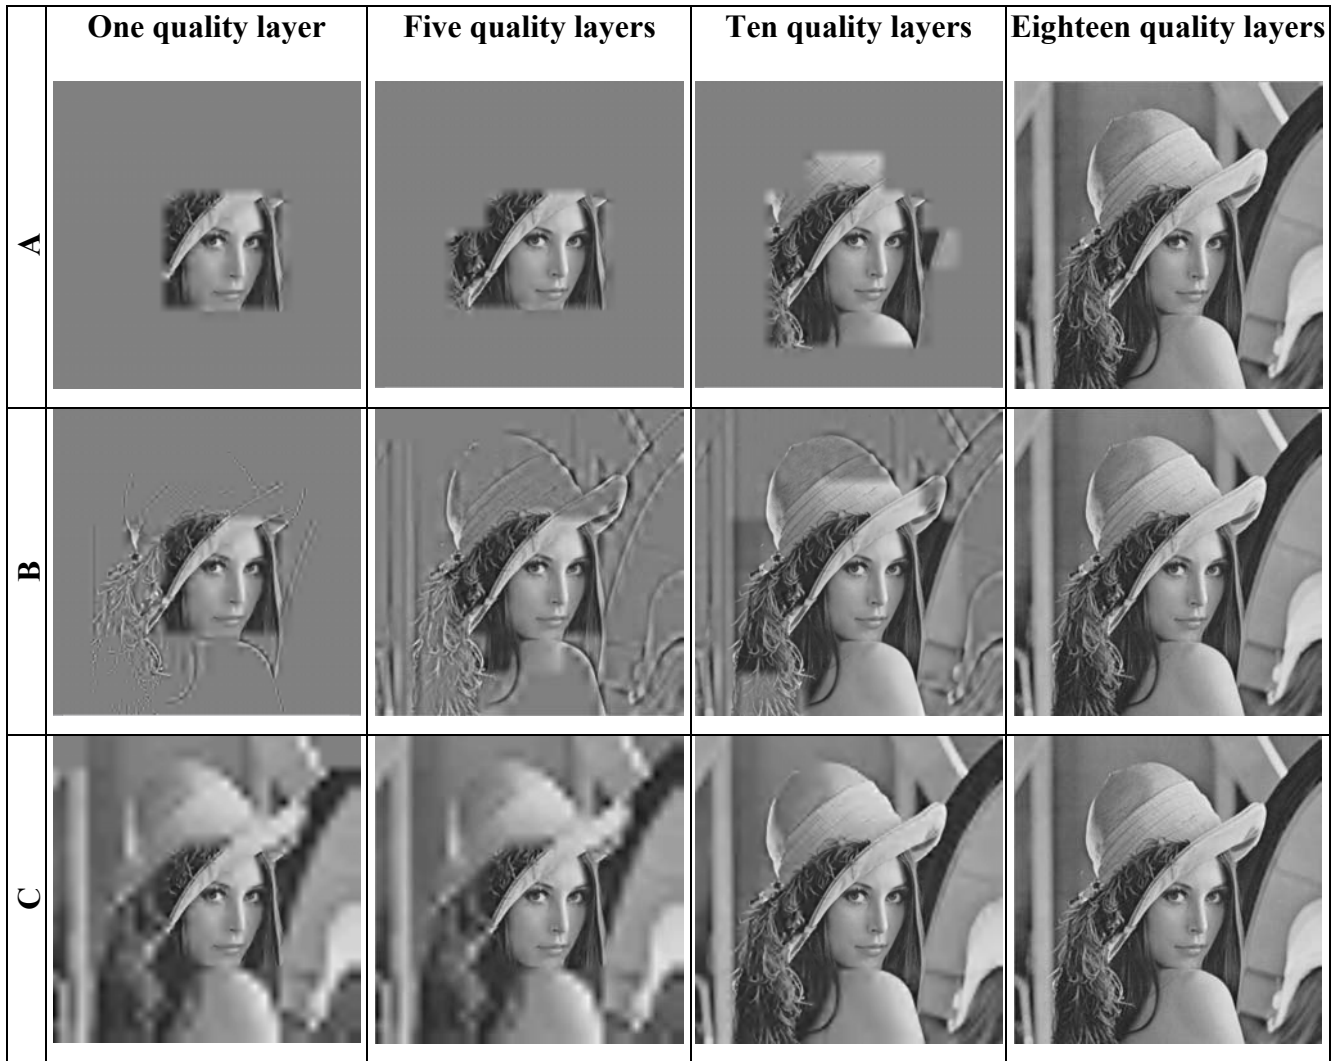 One quality layer
Five quality layers
Ten quality layers
Eighteen quality layers
A
B
C